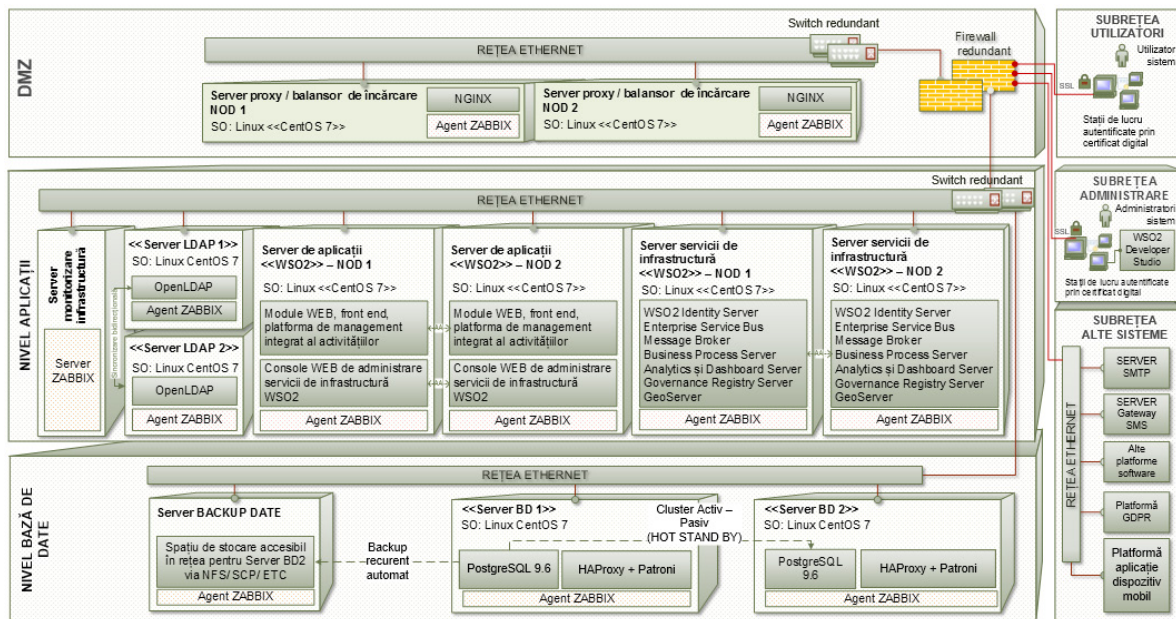 DMZ
Switch redundant
REȚEA ETHERNET
Firewall
redundant
Server proxy / balansor de încărcare
NOD 1
SO: Linux <<CentOS 7>>
NGINX
Agent ZABBIX
Server proxy / balansor de încărcare
NOD 2
SO: Linux <<CentOS 7>>
NGINX
Agent ZABBIX
SUBREȚEA
UTILIZATORI
Utilizatori
sistem
SSL
Stații de lucru
autentificate prin
certificat digital
NIVEL APLICAȚII
Switch redundant
REȚEA ETHERNET
Server
monitorizare
infrastructură
Server
ZABBIX
<<Server LDAP 1>>
SO: Linux CentOS 7
OpenLDAP
Agent ZABBIX
Sincronizare bidirecțională
<<Server LDAP 2>>
SO: Linux CentOS 7
OpenLDAP
Agent ZABBIX
Server de aplicații
<<WSO2>> – NOD 1
SO: Linux <<CentOS 7>>
Module WEB, front end,
platforma de management
integrat al activităților
Console WEB de administrare
servicii de infrastructură
WSO2
Agent ZABBIX
AA
AA
Server de aplicații
<<WSO2>> – NOD 2
SO: Linux <<CentOS 7>>
Module WEB, front end,
platforma de management
integrat al activităților
Console WEB de administrare
servicii de infrastructură
WSO2
Agent ZABBIX
Server servicii de
infrastructură
<<WSO2>> – NOD 1
SO: Linux <<CentOS 7>>
WSO2 Identity Server
Enterprise Service Bus
Message Broker
Business Process Server
Analytics și Dashboard Server
Governance Registry Server
GeoServer
Agent ZABBIX
AA
Server servicii de
infrastructură
<<WSO2>> – NOD 2
SO: Linux <<CentOS 7>>
WSO2 Identity Server
Enterprise Service Bus
Message Broker
Business Process Server
Analytics și Dashboard Server
Governance Registry Server
GeoServer
Agent ZABBIX
SUBREȚEA
ADMINISTRARE
Administratori
sistem
SSL
WSO2
Developer
Studio
Stații de lucru autentificate
prin certificat digital
SUBREȚEA
ALTE SISTEME
REȚEA ETHERNET
SERVER
SMTP
SERVER
Gateway
SMS
Alte
platforme
software
Platformă
GDPR
Platformă
aplicație
dispozitiv
mobil
NIVEL BAZĂ DE
DATE
REȚEA ETHERNET
Server BACKUP DATE
Spațiu de stocare accesibil
în rețea pentru Server BD2
via NFS/ SCP/ ETC
Agent ZABBIX
Backup
recurent
automat
<<Server BD 1>>
SO: Linux CentOS 7
PostgreSQL 9.6
HAProxy + Patroni
Agent ZABBIX
Cluster Activ –
Pasiv
(HOT STAND BY)
<<Server BD 2>>
SO: Linux CentOS 7
PostgreSQL
9.6
HAProxy + Patroni
Agent ZABBIX